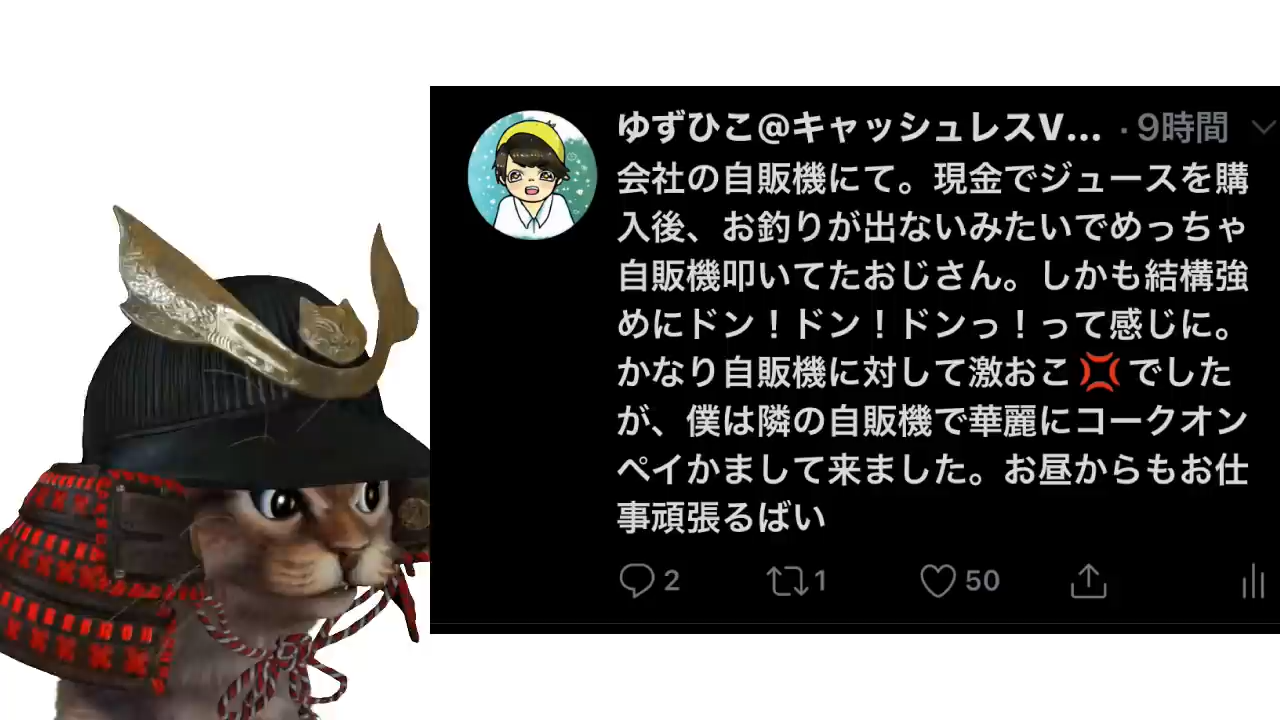 ゆずひこ@キャッシュレスV... ・9時間
会社の自販機にて。現金でジュースを購
入後、お釣りが出ないみたいでめっちゃ
自販機叩いてたおじさん。しかも結構強
めにドン！ドン！ドンっ！って感じに。
かなり自販機に対して激おこ💢でした
が、僕は隣の自販機で華麗にコークオン
ペイかまして来ました。お昼からもお仕
事頑張るばい
2 1 50